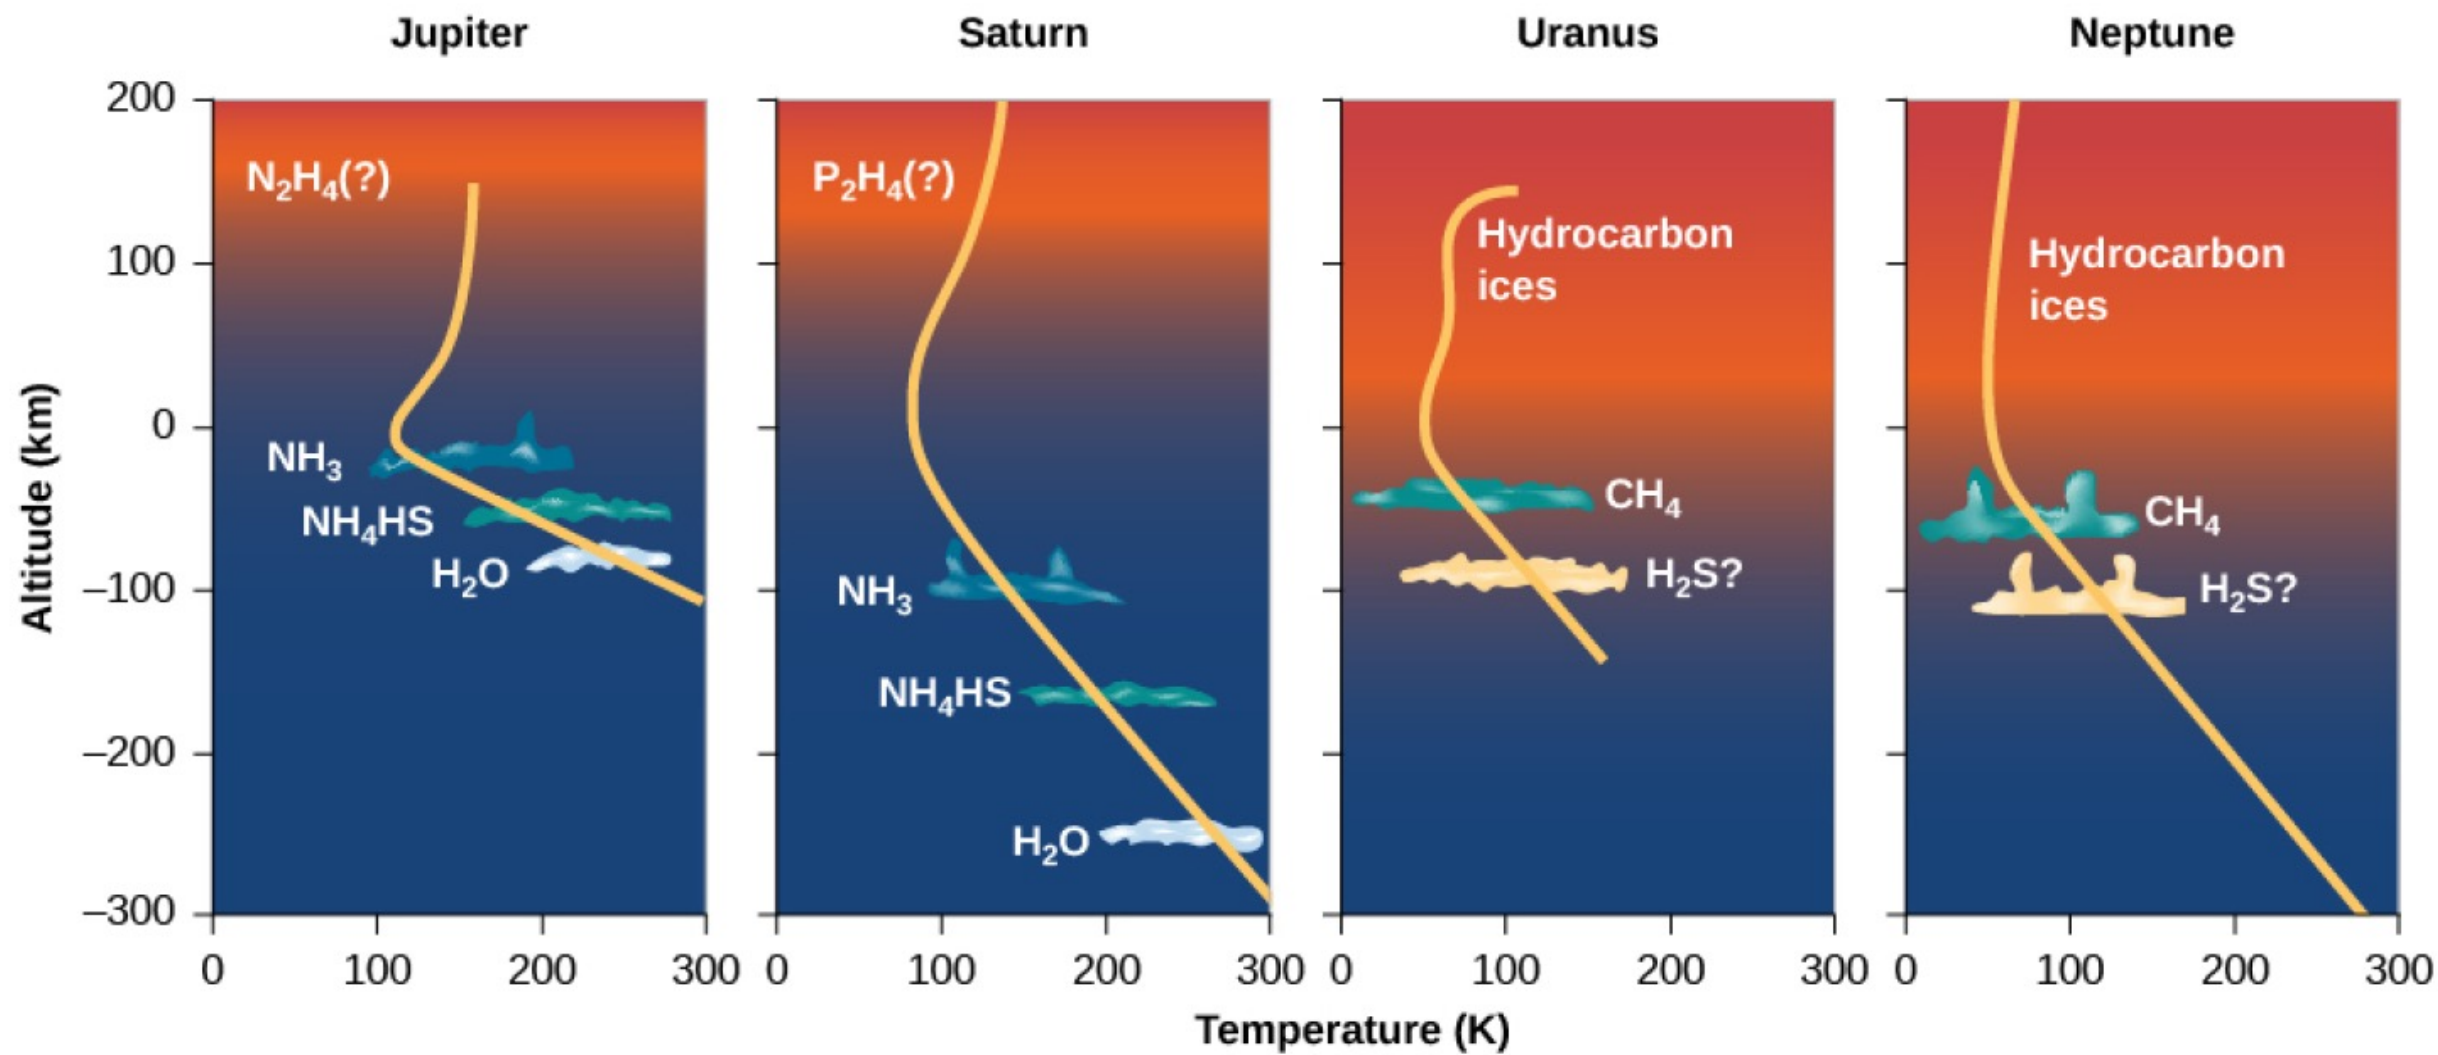 Jupiter
Saturn
Uranus
Neptune
200
100
0
–100
–200
–300
Altitude (km)
N₂H₄(?)
NH₃
NH₄HS
H₂O
0
100
200
300
P₂H₄(?)
NH₃
NH₄HS
H₂O
0
100
200
300
Hydrocarbon
ices
CH₄
H₂S?
0
100
200
300
Hydrocarbon
ices
CH₄
H₂S?
0
100
200
300
Temperature (K)